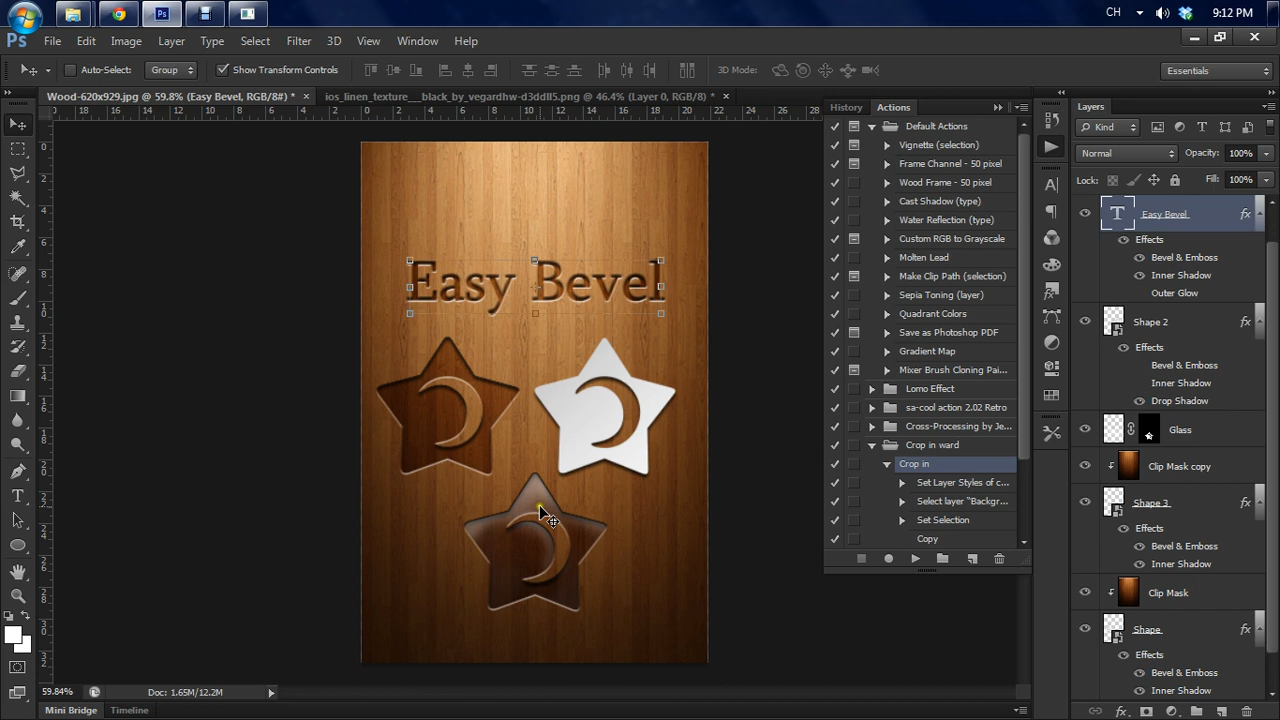 CH
9:12 PM
Ps
File Edit Image Layer Type Select Filter 3D View Window Help
Auto-Select: Group Show Transform Controls 3D Mode: Essentials
Wood-620x929.jpg @ 59.8% (Easy Bevel, RGB/8#) * ×
ios_linen_texture___black_by_vegardhw-d3ddll5.png @ 46.4% (Layer 0, RGB/8) * ×
Easy Bevel
History Actions
Default Actions
Vignette (selection)
Frame Channel - 50 pixel
Wood Frame - 50 pixel
Cast Shadow (type)
Water Reflection (type)
Custom RGB to Grayscale
Molten Lead
Make Clip Path (selection)
Sepia Toning (layer)
Quadrant Colors
Save as Photoshop PDF
Gradient Map
Mixer Brush Cloning Pai...
Lomo Effect
sa-cool action 2.02 Retro
Cross-Processing by Je...
Crop in ward
Crop in
Set Layer Styles of c...
Select layer "Backgr...
Set Selection
Copy
Layers
Kind
Normal Opacity: 100%
Lock: Fill: 100%
Easy Bevel fx
Effects
Bevel & Emboss
Inner Shadow
Outer Glow
Shape 2 fx
Effects
Bevel & Emboss
Inner Shadow
Drop Shadow
Glass
Clip Mask copy
Shape 3 fx
Effects
Bevel & Emboss
Inner Shadow
Clip Mask
Shape fx
Effects
Bevel & Emboss
Inner Shadow
59.84% Doc: 1.65M/12.2M
Mini Bridge Timeline